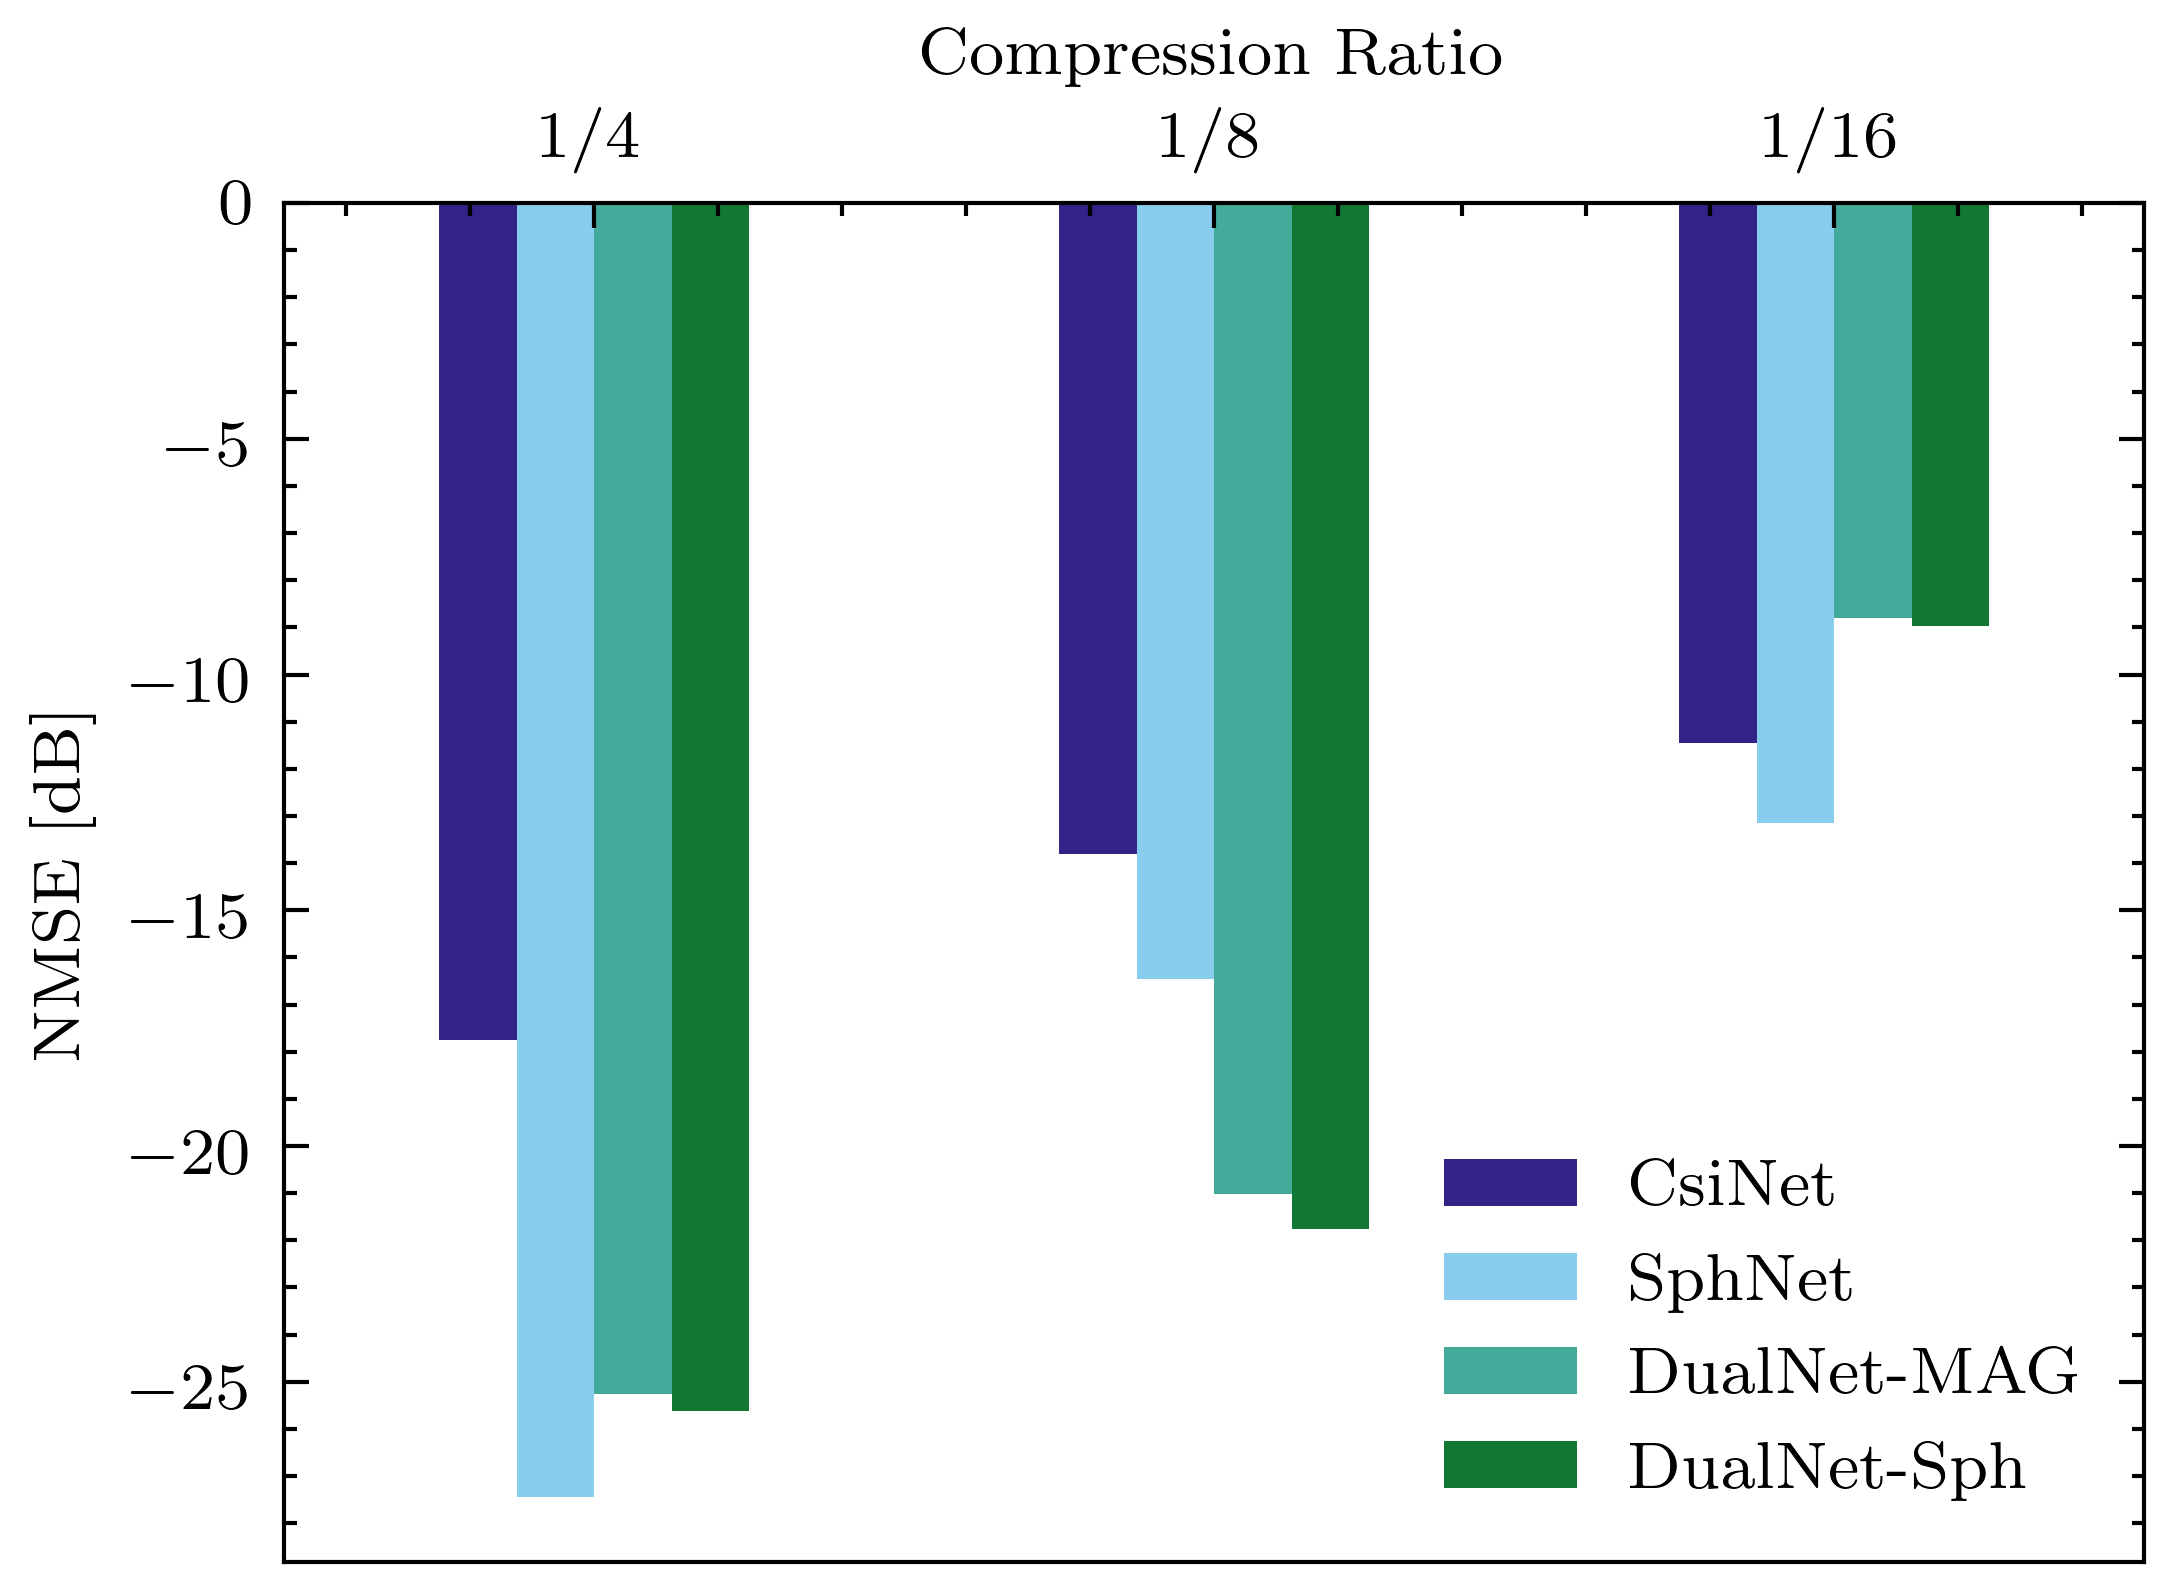 Compression Ratio
1/4 1/8 1/16
0
−5
−10
−15
−20
−25
NMSE [dB]
CsiNet
SphNet
DualNet-MAG
DualNet-Sph